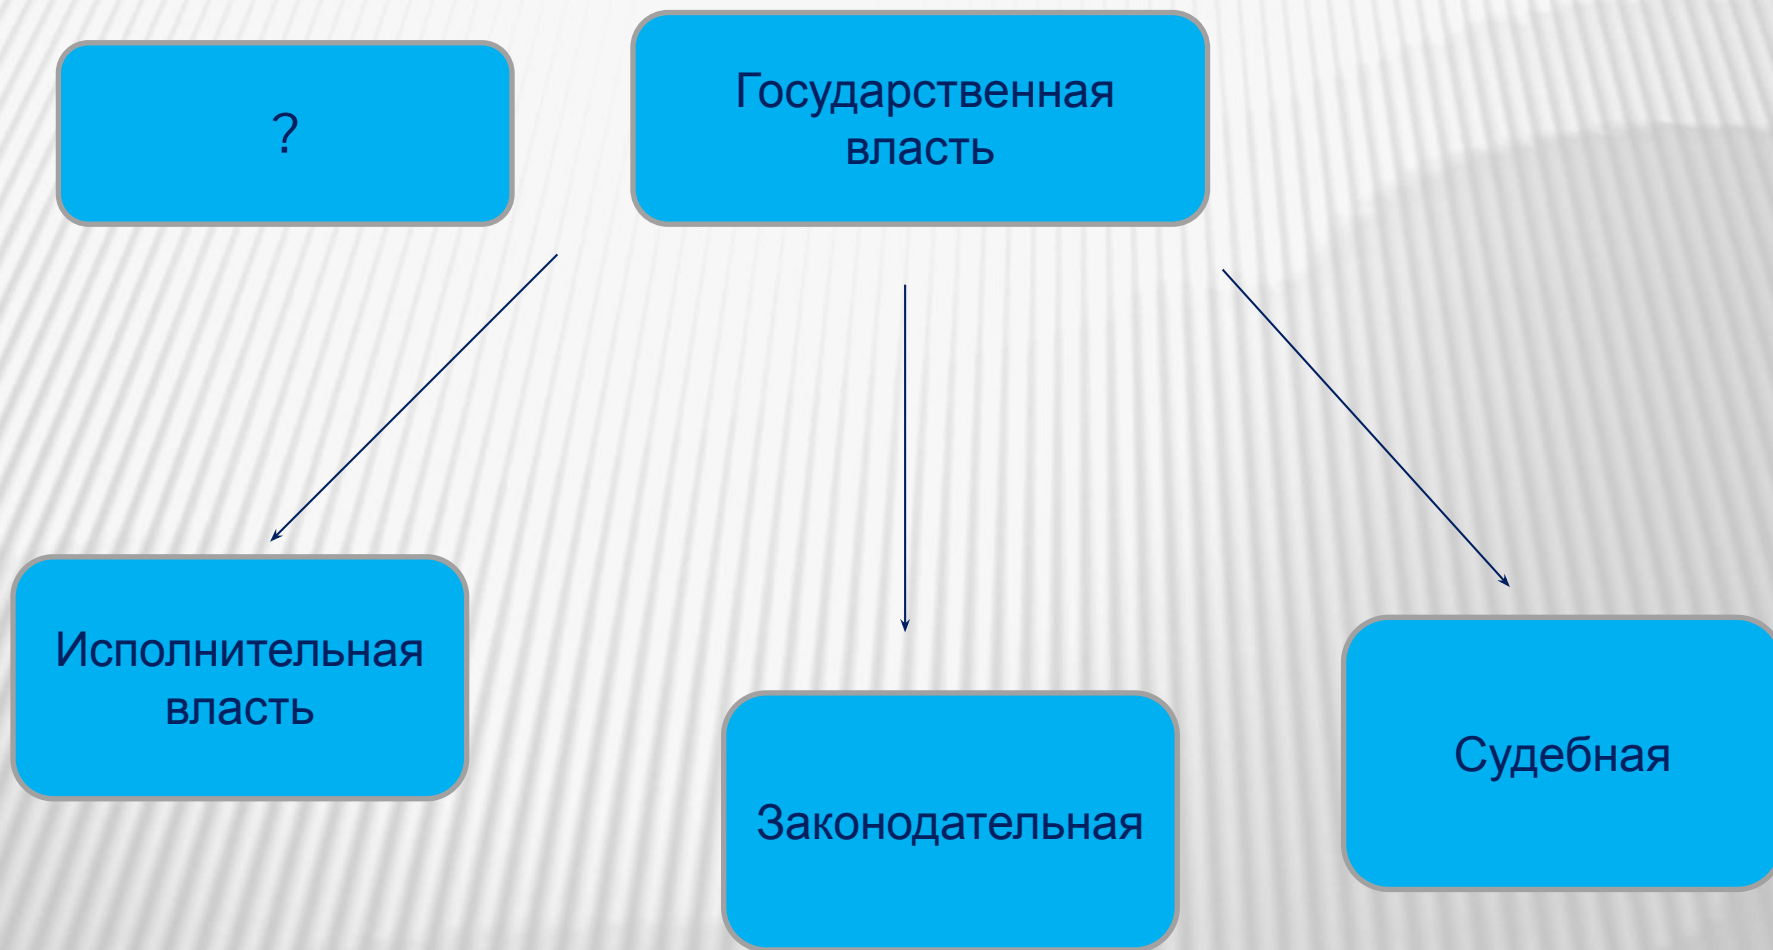 ?
Государственная
власть
Исполнительная
власть
Законодательная
Судебная